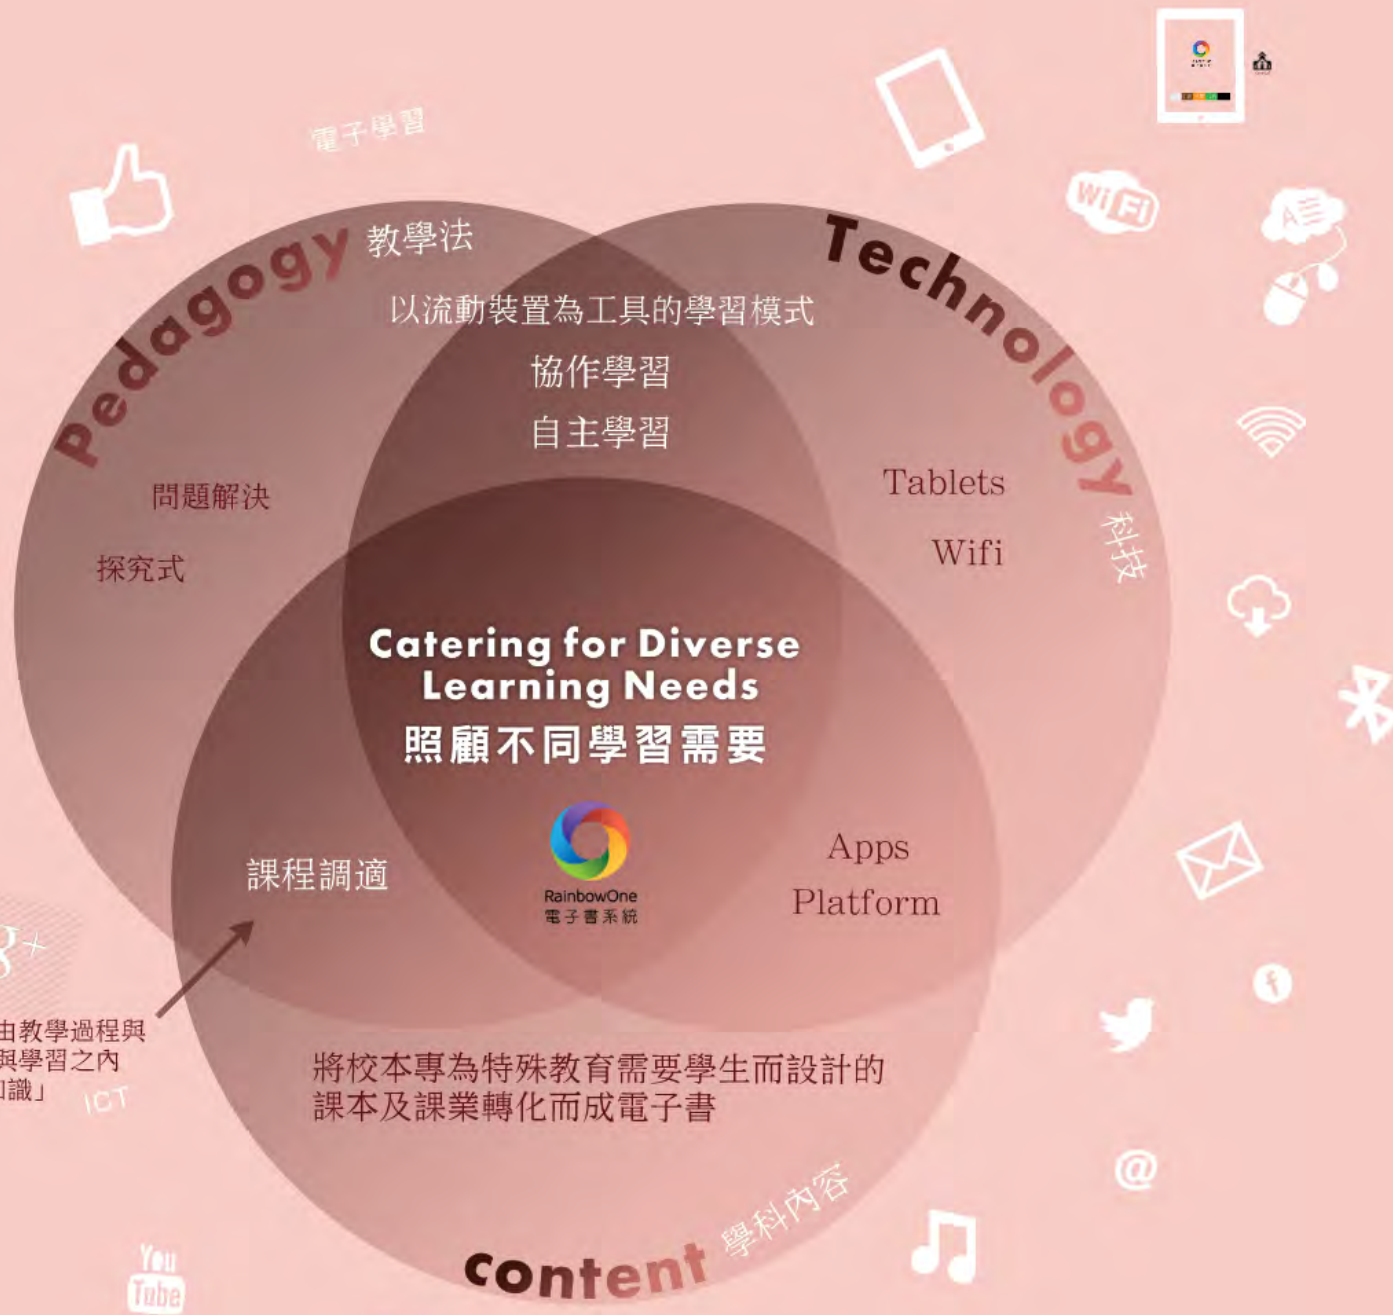 電子學習
WiFi
A
Pedagogy 教學法
Technology 科技
以流動裝置為工具的學習模式
協作學習
自主學習
問題解決
探究式
Tablets
Wifi
Catering for Diverse
Learning Needs
照顧不同學習需要
RainbowOne
電子書系統
課程調適
Apps
Platform
g+
由教學過程與
與學習之內
識」
ICT
將校本專為特殊教育需要學生而設計的
課本及課業轉化而成電子書
f
@
content 學科內容
You
Tube